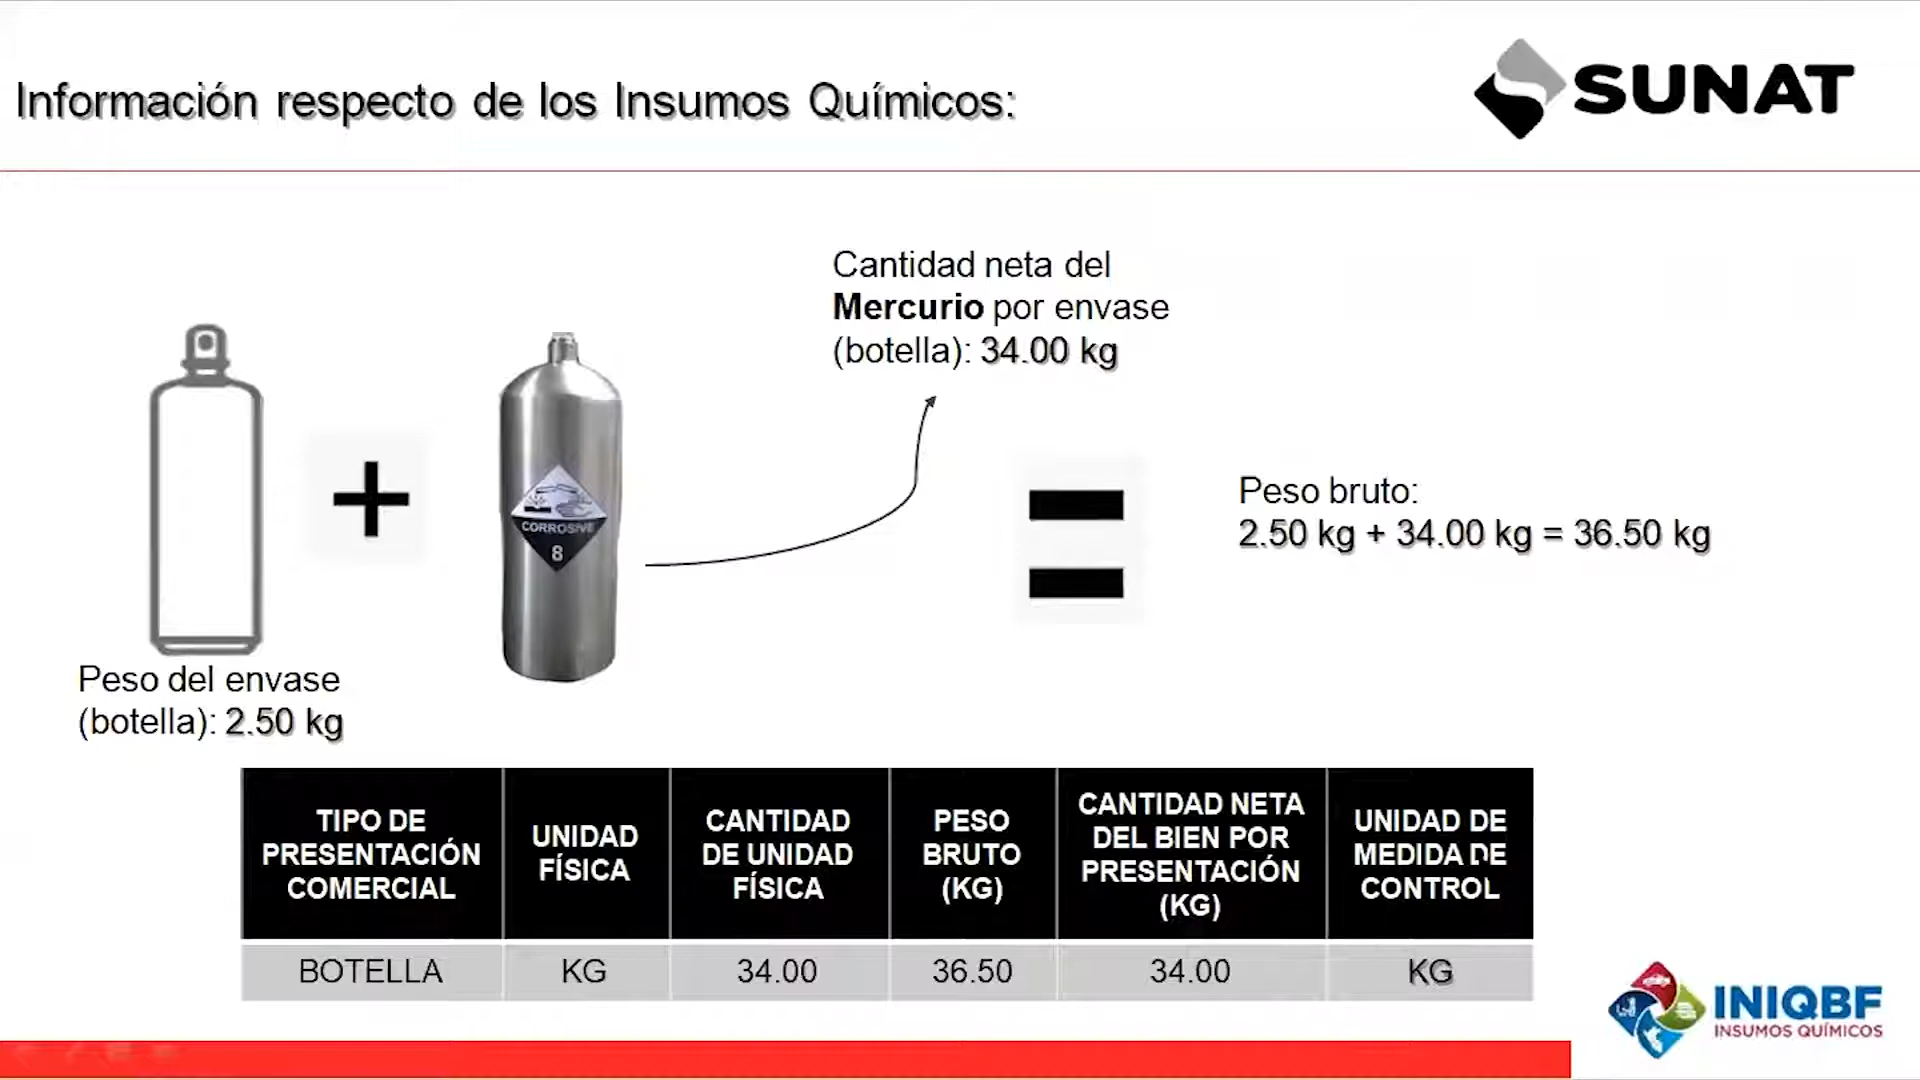 Información respecto de los Insumos Químicos:
SUNAT
Cantidad neta del
Mercurio por envase
(botella): 34.00 kg
CORROSIVE
8
Peso bruto:
2.50 kg + 34.00 kg = 36.50 kg
Peso del envase
(botella): 2.50 kg
TIPO DE
PRESENTACIÓN
COMERCIAL
UNIDAD
FÍSICA
CANTIDAD
DE UNIDAD
FÍSICA
PESO
BRUTO
(KG)
CANTIDAD NETA
DEL BIEN POR
PRESENTACIÓN
(KG)
UNIDAD DE
MEDIDA DE
CONTROL
BOTELLA
KG
34.00
36.50
34.00
KG
INIQBF
INSUMOS QUÍMICOS